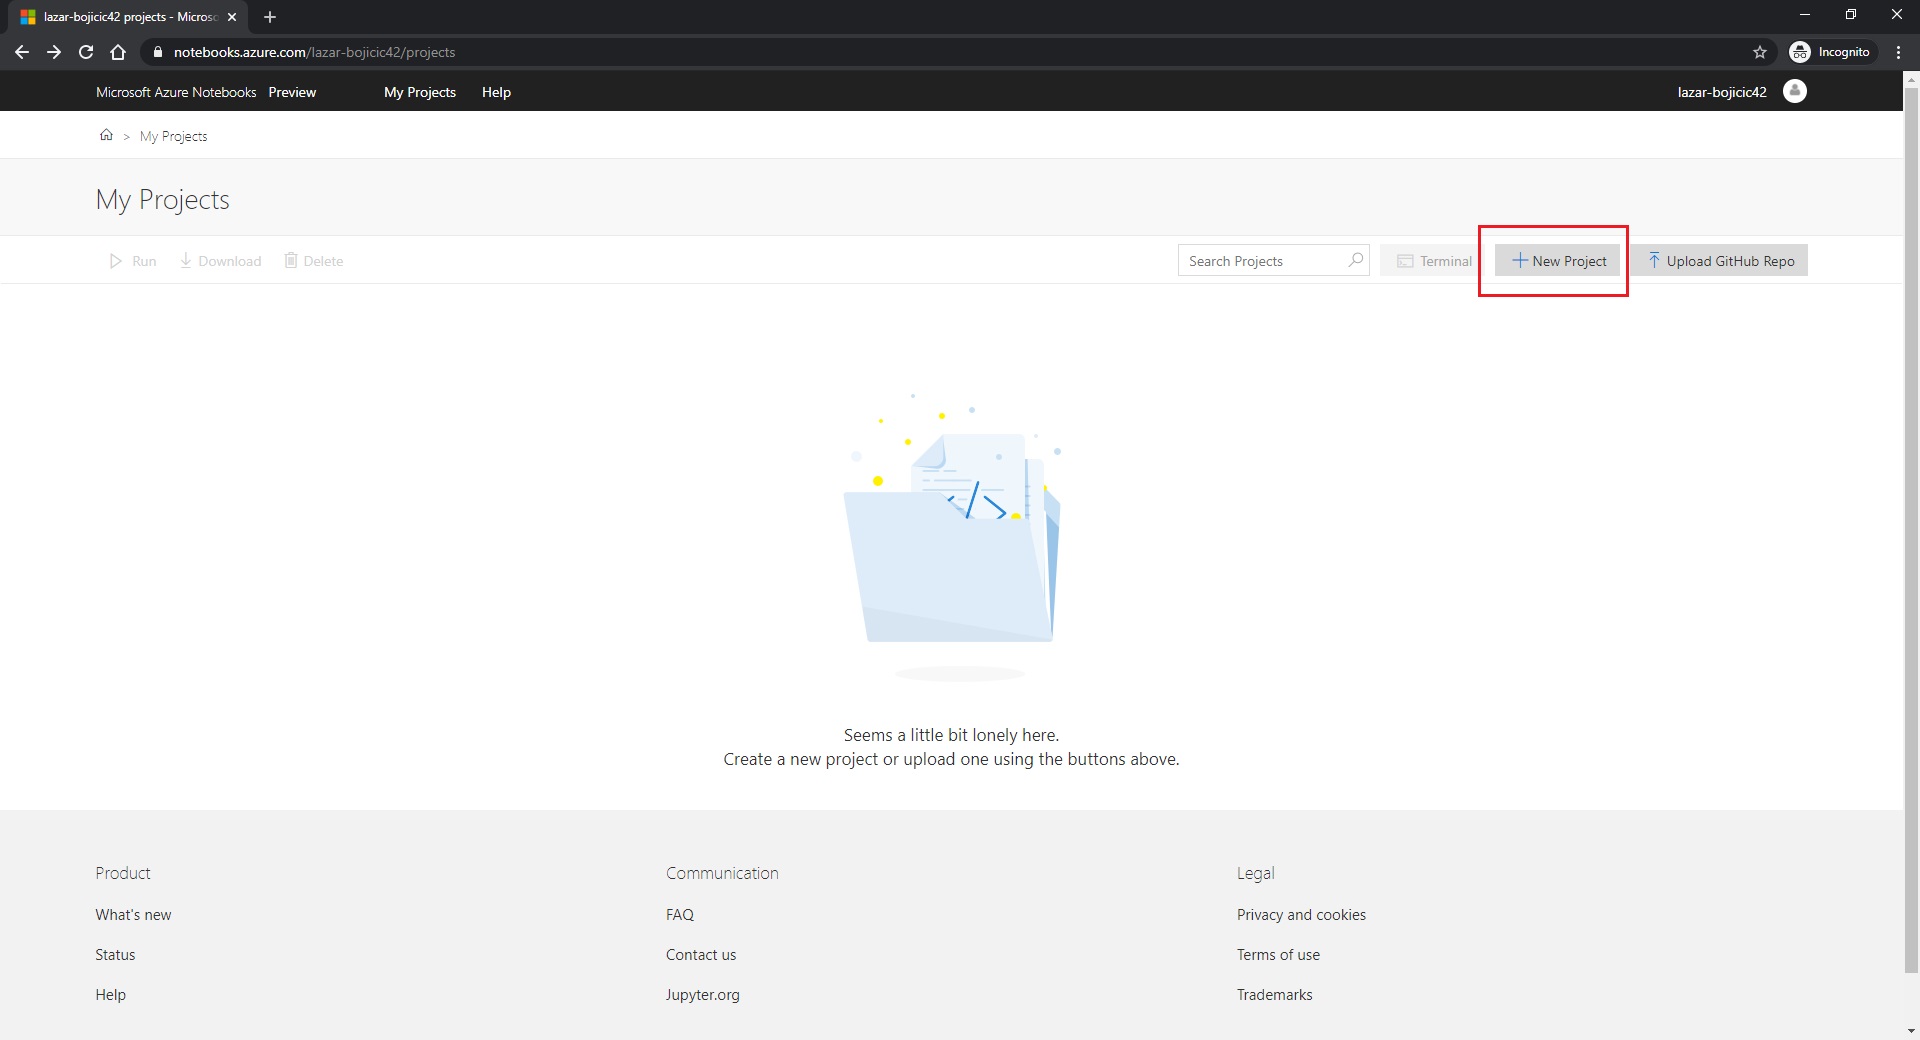 lazar-bojicic42 projects - Microso
notebooks.azure.com/lazar-bojicic42/projects
Incognito
Microsoft Azure Notebooks Preview My Projects Help lazar-bojicic42
> My Projects
My Projects
Run Download Delete Search Projects Terminal New Project Upload GitHub Repo
Seems a little bit lonely here.
Create a new project or upload one using the buttons above.
Product Communication Legal
What's new FAQ Privacy and cookies
Status Contact us Terms of use
Help Jupyter.org Trademarks